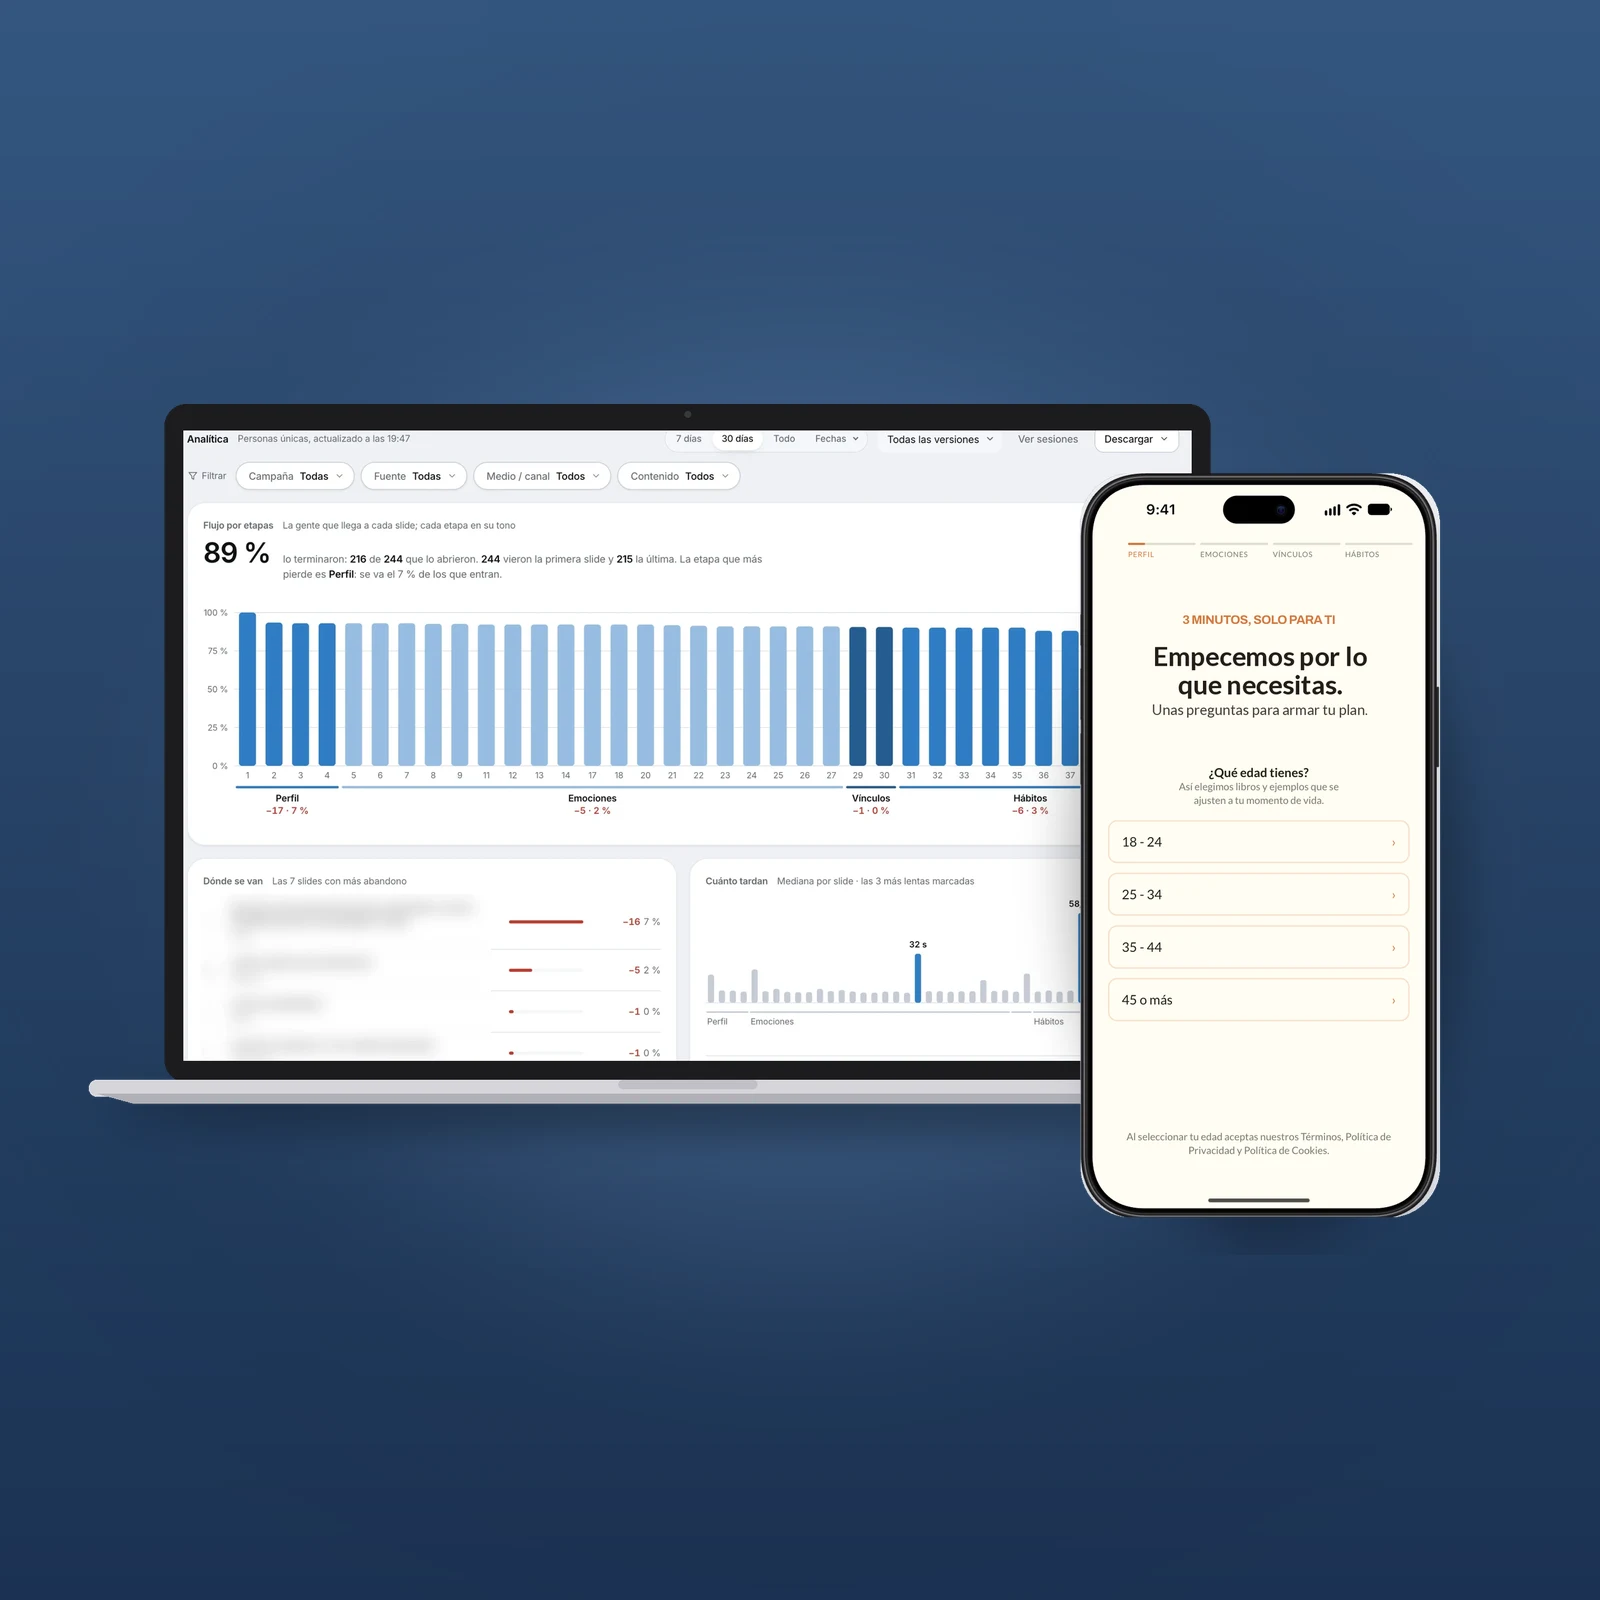 Analítica Personas únicas, actualizado a las 19:47
7 días 30 días Todo Fechas Todas las versiones Ver sesiones Descargar
Filtrar Campaña Todas Fuente Todas Medio / canal Todos Contenido Todos
Flujo por etapas La gente que llega a cada slide; cada etapa en su tono
89 % lo terminaron: 216 de 244 que lo abrieron. 244 vieron la primera slide y 215 la última. La etapa que más
pierde es Perfil: se va el 7 % de los que entran.
100 %
75 %
50 %
25 %
0 %
1 2 3 4 5 6 7 8 9 11 12 13 14 17 18 20 21 22 23 24 25 26 27 29 30 31 32 33 34 35 36 37
Perfil Emociones Vínculos Hábitos
−17 · 7 % −5 · 2 % −1 · 0 % −6 · 3 %
Dónde se van Las 7 slides con más abandono
−16 7 %
−5 2 %
−1 0 %
−1 0 %
Cuánto tardan Mediana por slide · las 3 más lentas marcadas
58
32 s
Perfil Emociones Hábitos
9:41
PERFIL EMOCIONES VÍNCULOS HÁBITOS
3 MINUTOS, SOLO PARA TI
Empecemos por lo
que necesitas.
Unas preguntas para armar tu plan.
¿Qué edad tienes?
Así elegimos libros y ejemplos que se
ajusten a tu momento de vida.
18 - 24
25 - 34
35 - 44
45 o más
Al seleccionar tu edad aceptas nuestros Términos, Política de
Privacidad y Política de Cookies.